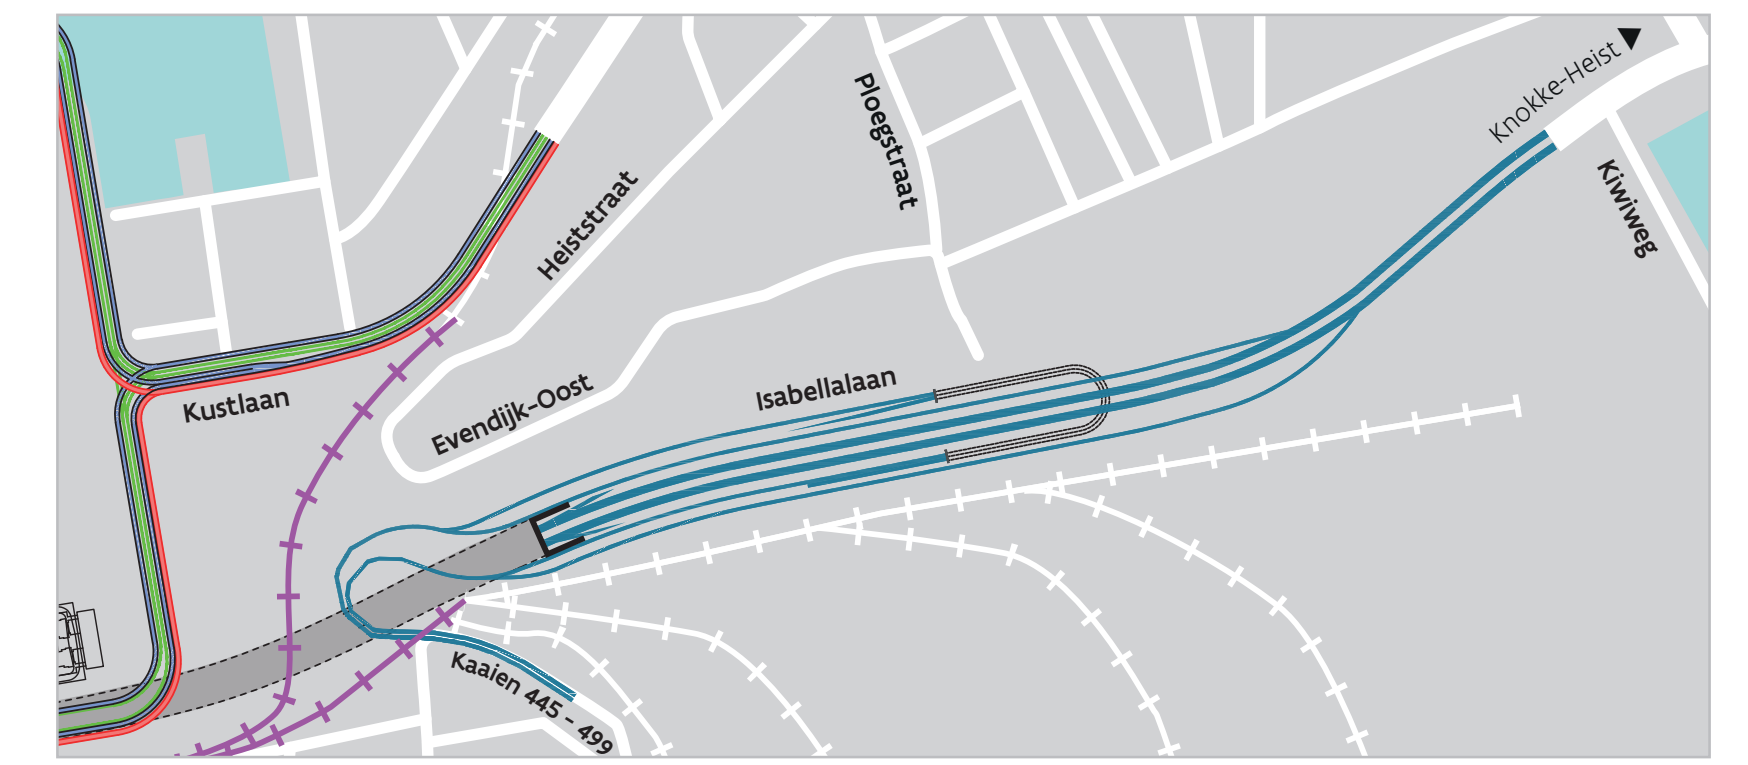 Knokke-Heist
Ploegstraat
Heiststraat
Kiwiweg
Isabellalaan
Evendijk-Oost
Kustlaan
Kaaien 445 - 499